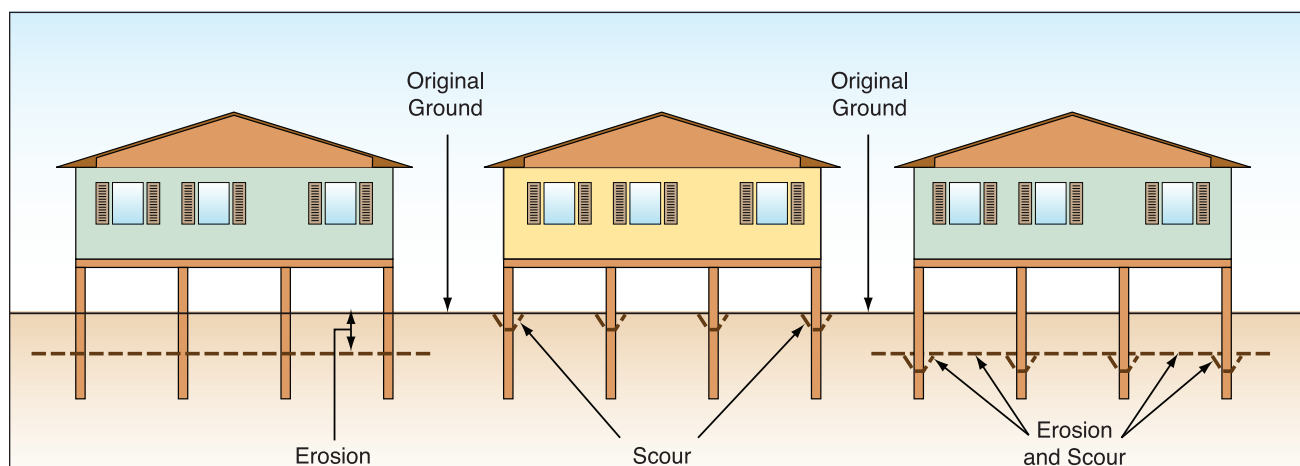 Original
Ground
Original
Ground
Erosion
Scour
Erosion
and Scour